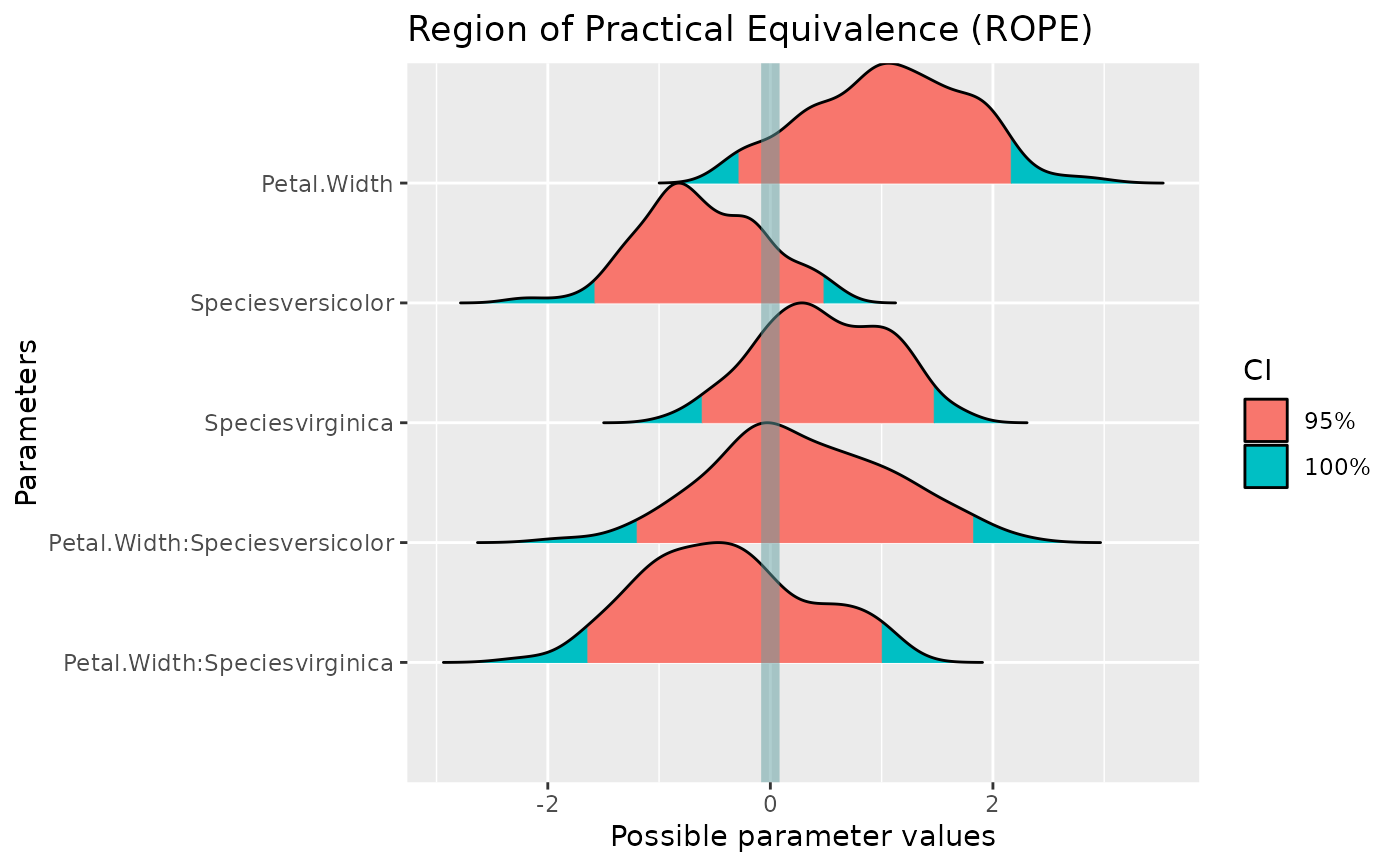 Region of Practical Equivalence (ROPE)
Parameters
Petal.Width
Speciesversicolor
Speciesvirginica
Petal.Width:Speciesversicolor
Petal.Width:Speciesvirginica
-2
0
2
Possible parameter values
CI
95%
100%